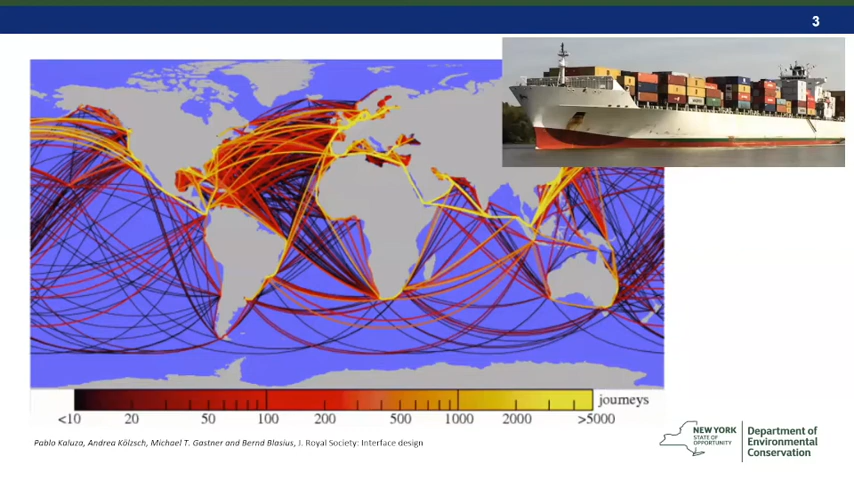 3
journeys
<10 20 50 100 200 500 1000 2000 >5000
Pablo Kaluza, Andrea Kölzsch, Michael T. Gastner and Bernd Blasius, J. Royal Society: Interface design
NEW YORK
STATE OF
OPPORTUNITY
Department of
Environmental
Conservation